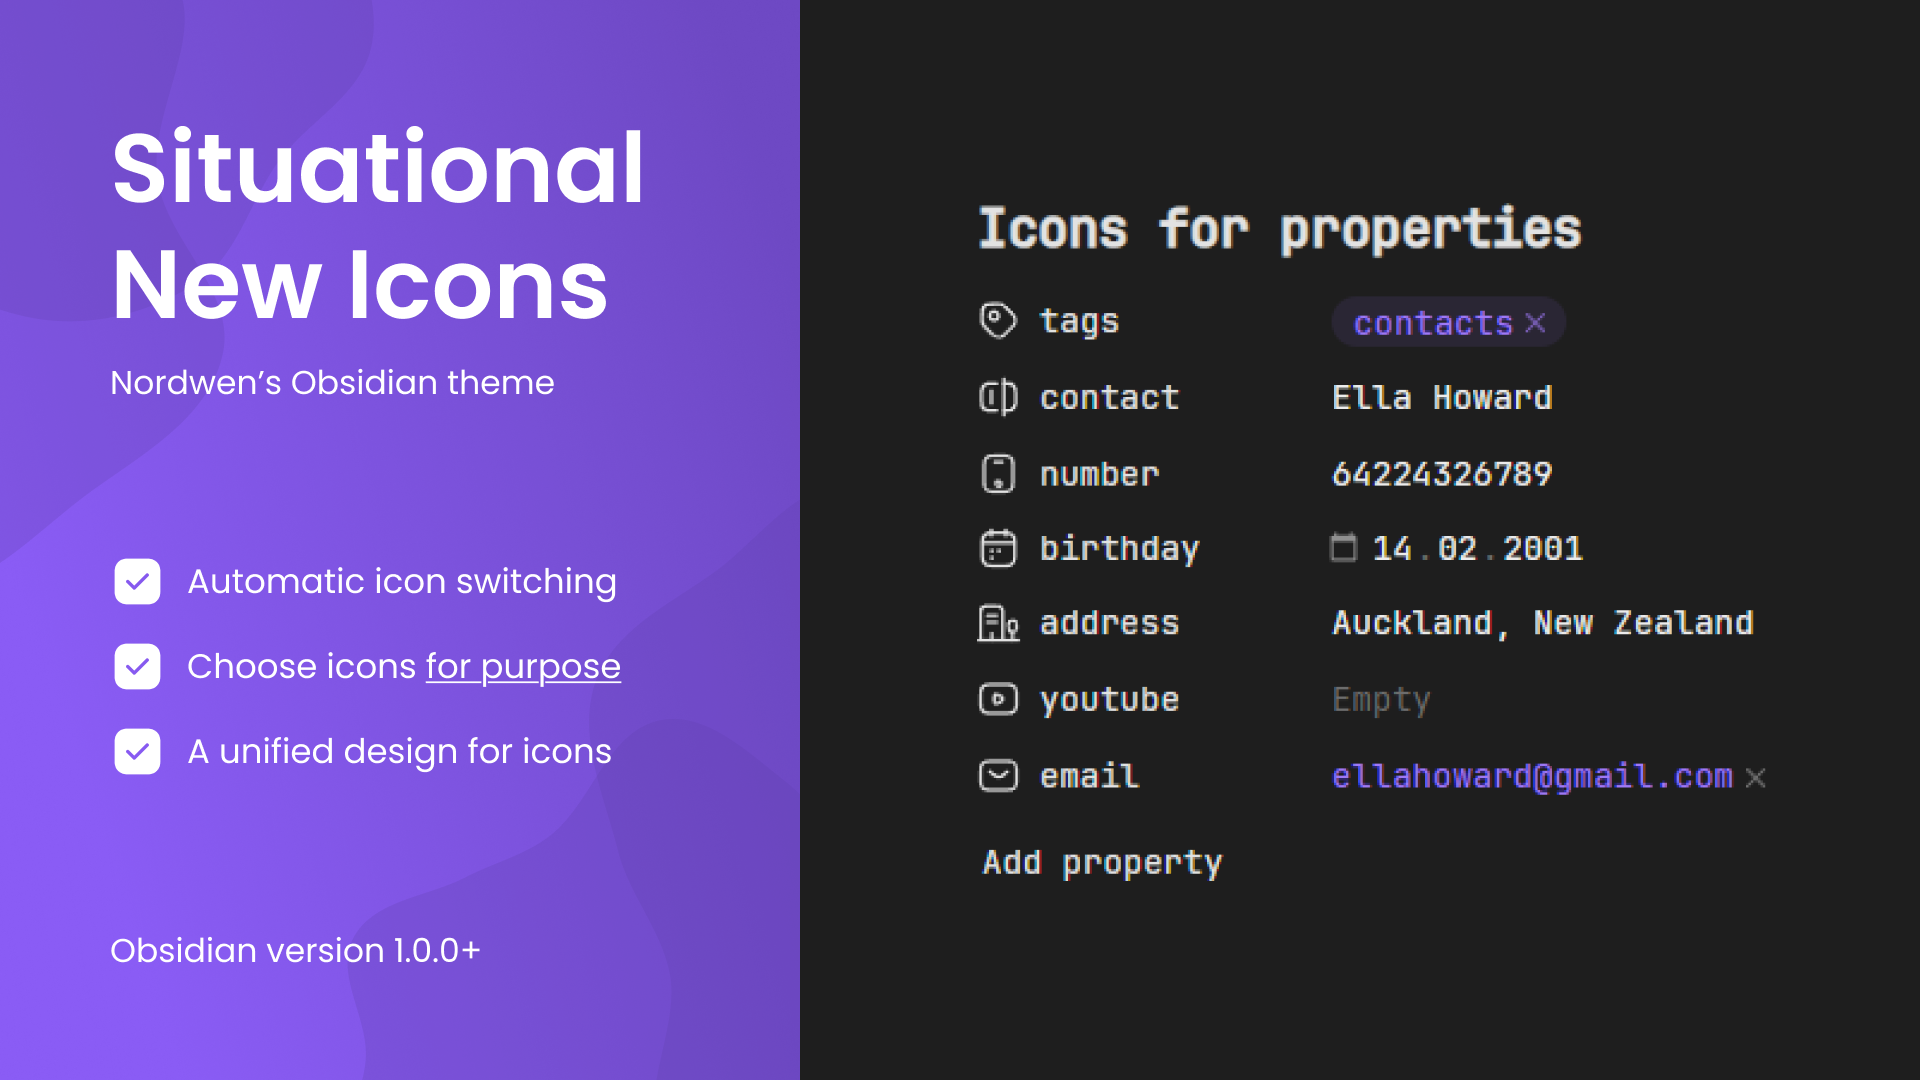 Situational
New Icons
Nordwen’s Obsidian theme
Automatic icon switching
Choose icons for purpose
A unified design for icons
Obsidian version 1.0.0+
Icons for properties
tags contacts
contact Ella Howard
number 64224326789
birthday 14.02.2001
address Auckland, New Zealand
youtube Empty
email ellahoward@gmail.com
Add property